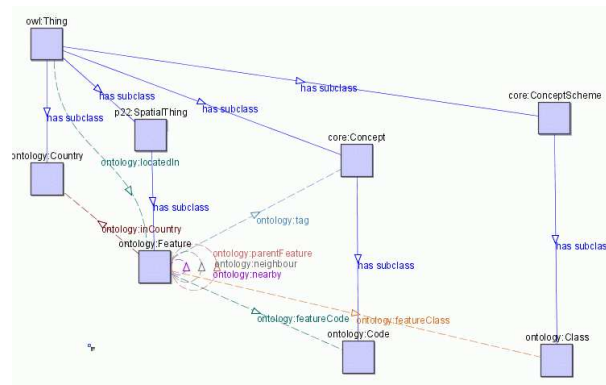 owl:Thing
core:ConceptScheme
has subclass
has subclass
has subclass
has subclass
p22:SpatialThing
core:Concept
ontology:Country
ontology:locatedIn
has subclass
ontology:tag
ontology:inCountry
ontology:Feature
ontology:parentFeature
ontology:neighbour
ontology:nearby
has subclass
has subclass
ontology:featureCode
ontology:featureClass
ontology:Code
ontology:Class